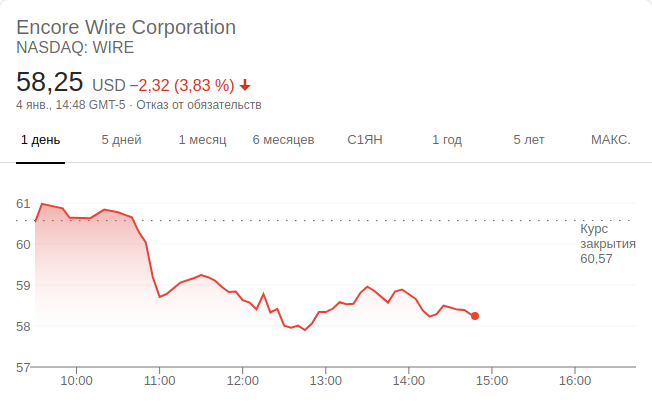 Encore Wire Corporation
NASDAQ: WIRE
58,25 USD −2,32 (3,83 %)
4 янв., 14:48 GMT-5 · Отказ от обязательств
1 день 5 дней 1 месяц 6 месяцев С1ЯН 1 год 5 лет МАКС.
61
Курс
закрытия
60,57
60
59
58
57
10:00 11:00 12:00 13:00 14:00 15:00 16:00